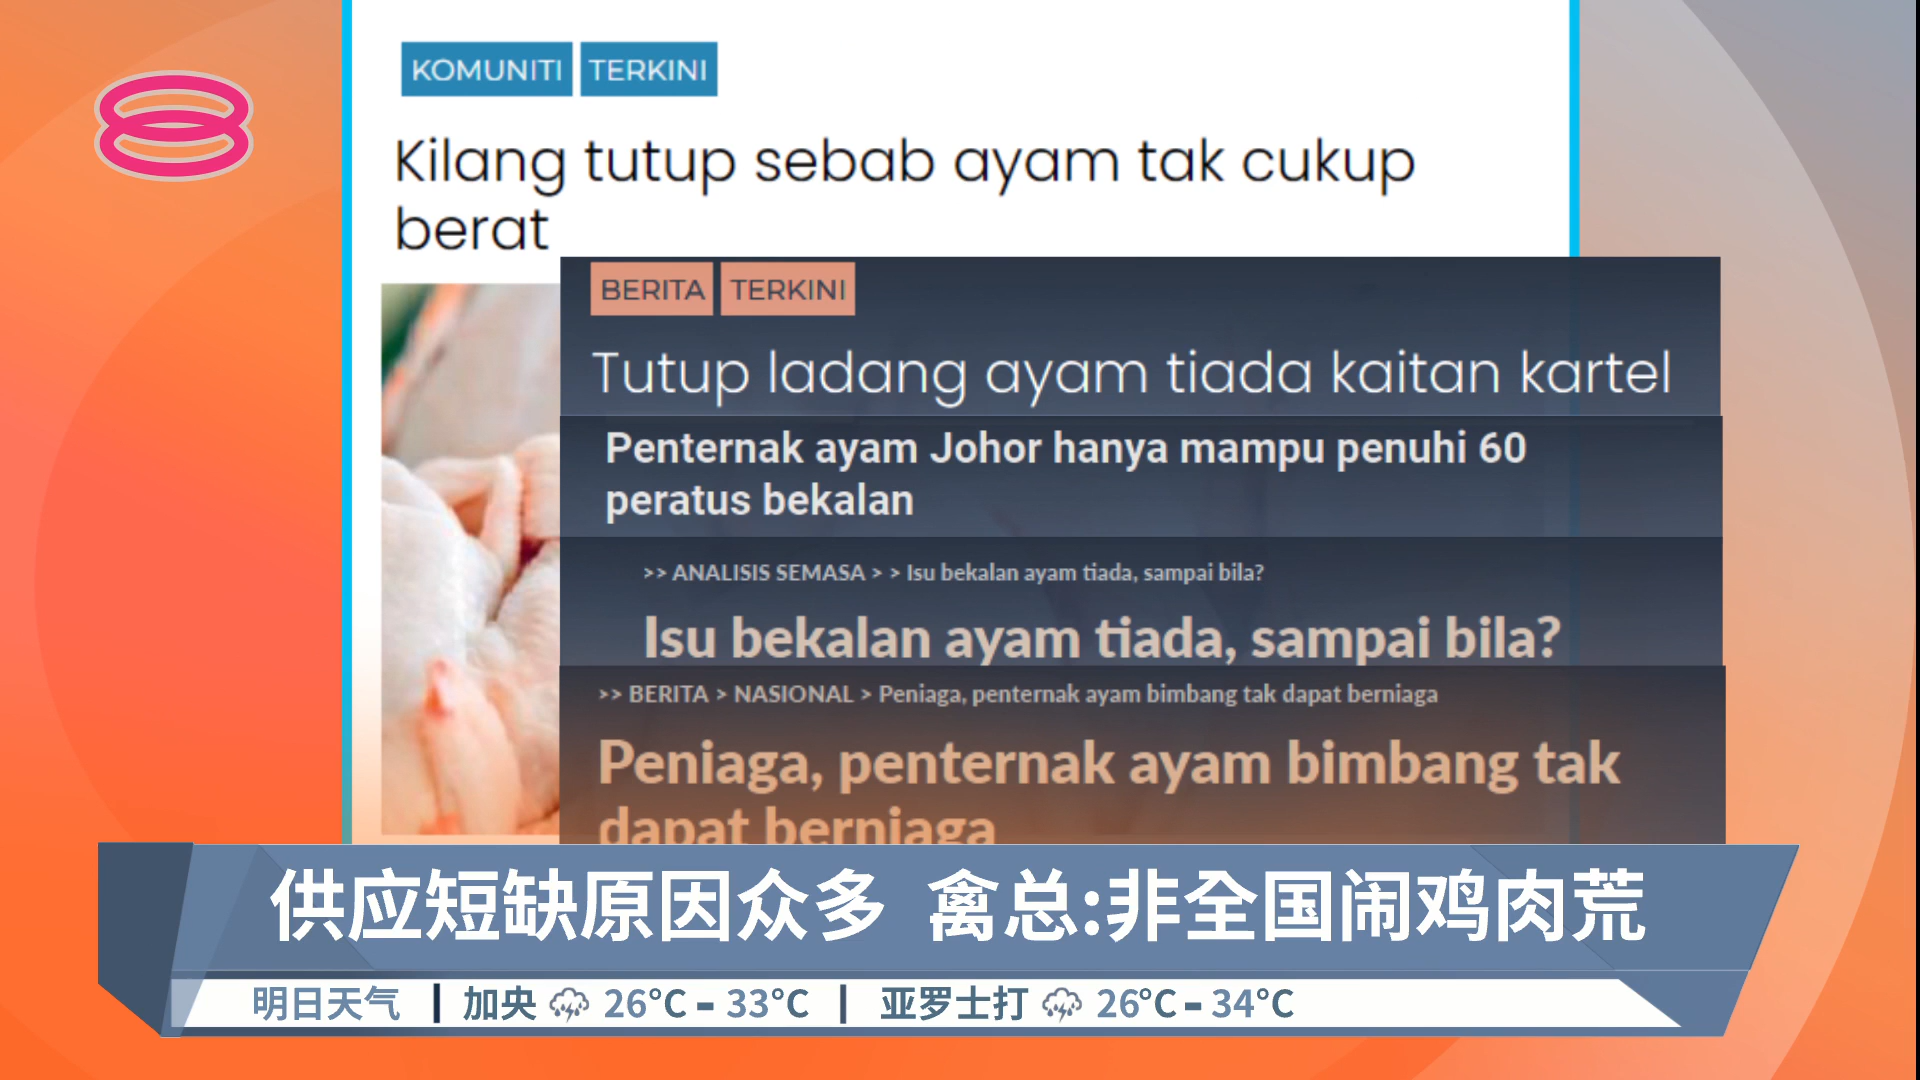 KOMUNITI TERKINI
Kilang tutup sebab ayam tak cukup
berat
BERITA TERKINI
Tutup ladang ayam tiada kaitan kartel
Penternak ayam Johor hanya mampu penuhi 60
peratus bekalan
>> ANALISIS SEMASA > > Isu bekalan ayam tiada, sampai bila?
Isu bekalan ayam tiada, sampai bila?
>> BERITA > NASIONAL > Peniaga, penternak ayam bimbang tak dapat berniaga
Peniaga, penternak ayam bimbang tak
dapat berniaga
供应短缺原因众多 禽总:非全国闹鸡肉荒
明日天气 | 加央 26°C - 33°C | 亚罗士打 26°C - 34°C